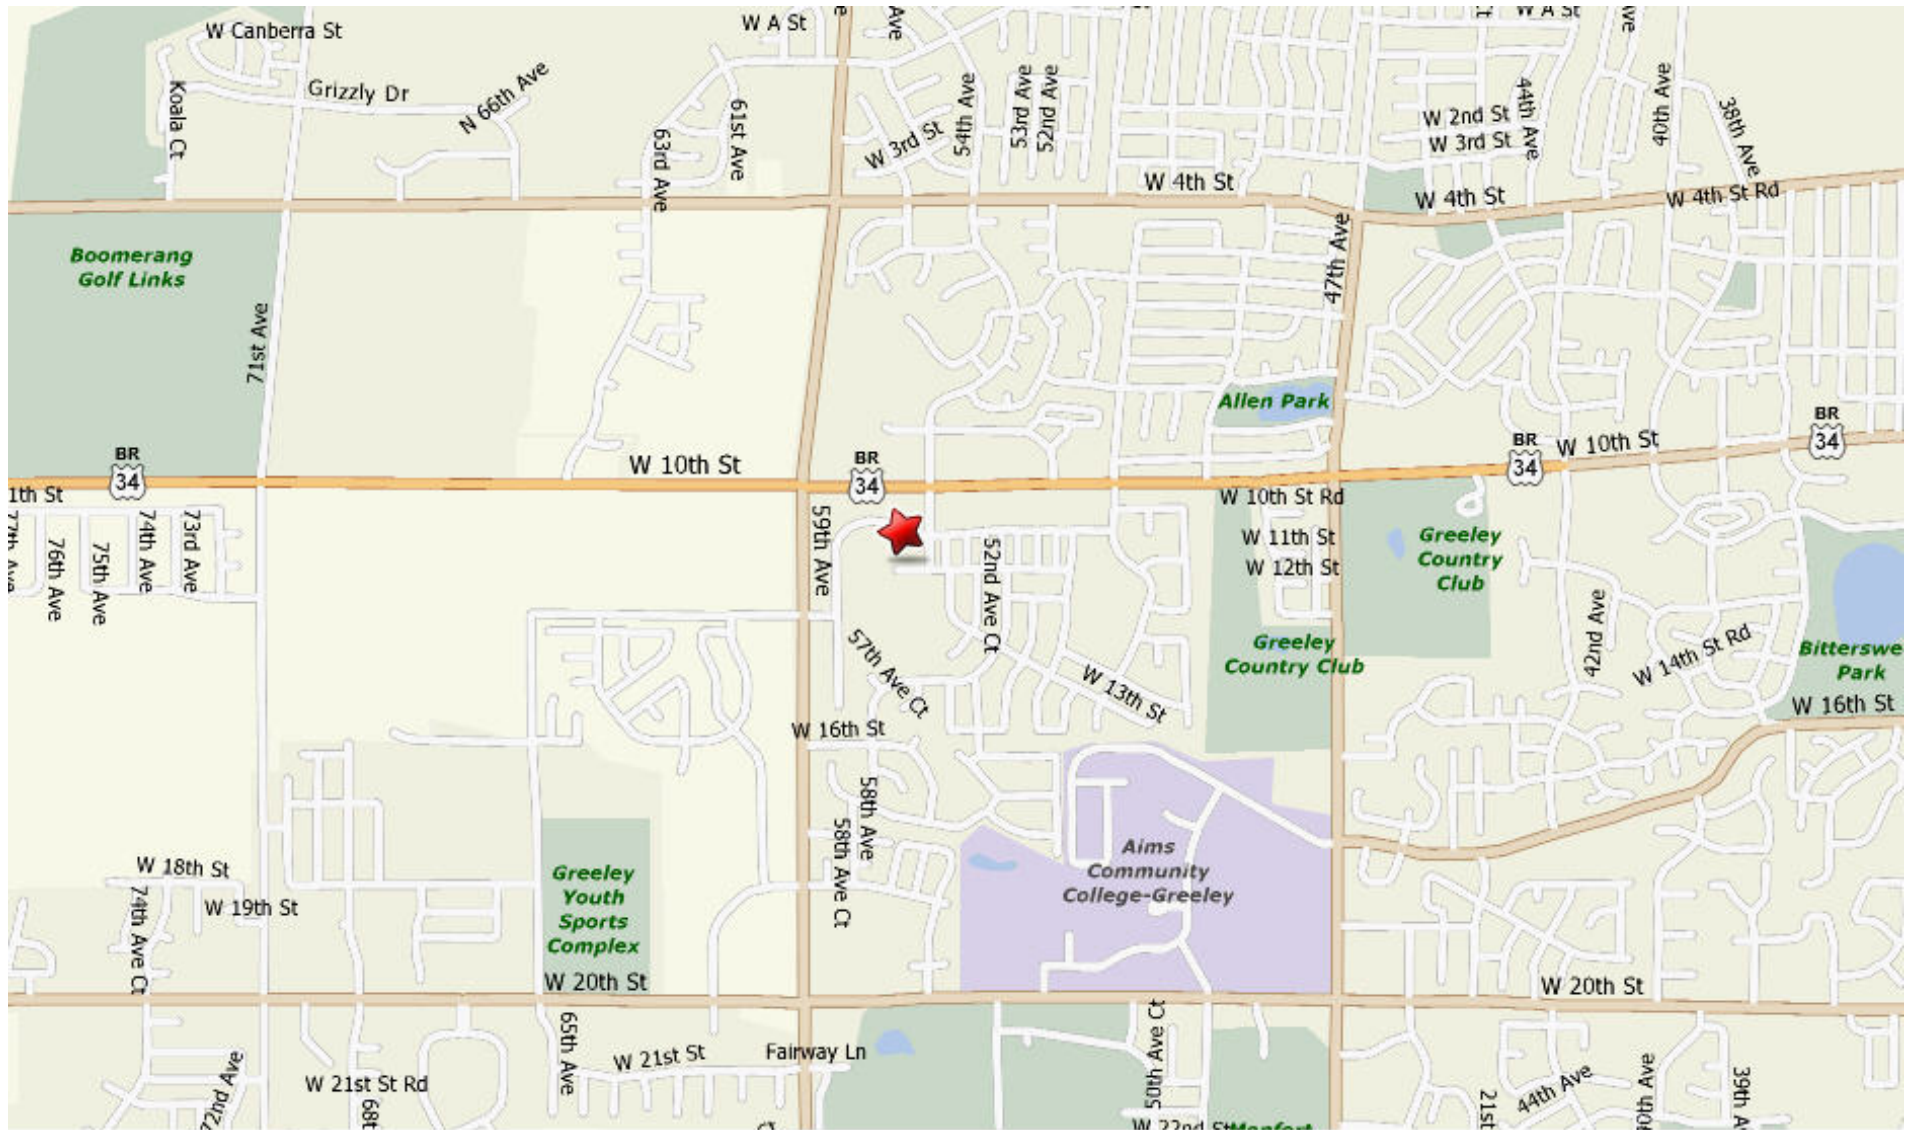 W Canberra St
W A St
W A St
Grizzly Dr
N 66th Ave
Koala Ct
63rd Ave
61st Ave
Ave
W 3rd St
54th Ave
53rd Ave
52nd Ave
W 2nd St
W 3rd St
44th Ave
40th Ave
38th Ave
W 4th St
W 4th St
W 4th St Rd
Boomerang
Golf Links
71st Ave
47th Ave
Allen Park
BR
34
W 10th St
BR
34
BR
34
W 10th St
BR
34
1th St
77th Ave
76th Ave
75th Ave
74th Ave
73rd Ave
59th Ave
52nd Ave Ct
W 10th St Rd
W 11th St
W 12th St
Greeley
Country
Club
Greeley
Country Club
42nd Ave
W 14th St Rd
Bitterswe
Park
W 16th St
57th Ave Ct
W 13th St
W 16th St
58th Ave
58th Ave Ct
Aims
Community
College-Greeley
W 18th St
W 19th St
74th Ave Ct
Greeley
Youth
Sports
Complex
W 20th St
W 20th St
65th Ave
W 21st St
Fairway Ln
50th Ave Ct
W 21st St Rd
72nd Ave
68t
44th Ave
21st
39th A
W 22nd St